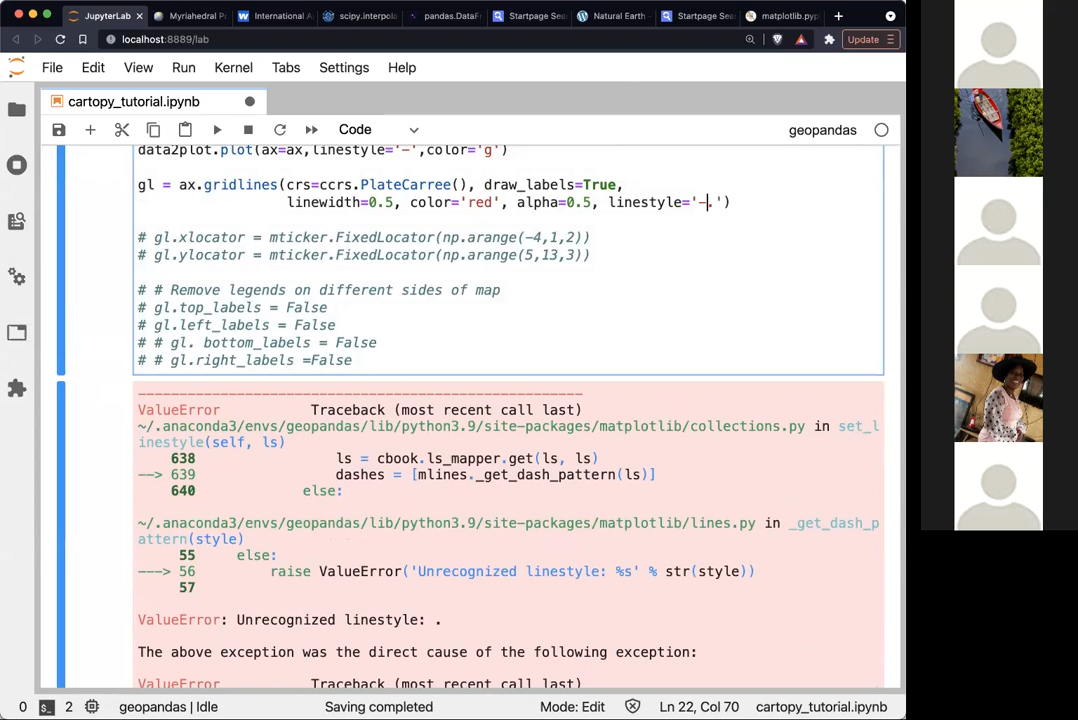 JupyterLab
Myriahedral P
International A
scipy.interpola
pandas.DataFr
Startpage Sea
Natural Earth -
Startpage Sea
matplotlib.pyp
localhost:8889/lab
Update
File Edit View Run Kernel Tabs Settings Help
cartopy_tutorial.ipynb
Code
geopandas
data2plot.plot(ax=ax,linestyle='-',color='g')
gl = ax.gridlines(crs=ccrs.PlateCarree(), draw_labels=True,
linewidth=0.5, color='red', alpha=0.5, linestyle='-.')
# gl.xlocator = mticker.FixedLocator(np.arange(-4,1,2))
# gl.ylocator = mticker.FixedLocator(np.arange(5,13,3))
# # Remove legends on different sides of map
# gl.top_labels = False
# gl.left_labels = False
# # gl. bottom_labels = False
# # gl.right_labels =False
---------------------------------------------------------------------------
ValueError Traceback (most recent call last)
~/.anaconda3/envs/geopandas/lib/python3.9/site-packages/matplotlib/collections.py in set_l
inestyle(self, ls)
638 ls = cbook.ls_mapper.get(ls, ls)
--> 639 dashes = [mlines._get_dash_pattern(ls)]
640 else:
~/.anaconda3/envs/geopandas/lib/python3.9/site-packages/matplotlib/lines.py in _get_dash_p
attern(style)
55 else:
---> 56 raise ValueError('Unrecognized linestyle: %s' % str(style))
57
ValueError: Unrecognized linestyle: .
The above exception was the direct cause of the following exception:
ValueError Traceback (most recent call last)
0 2 geopandas | Idle Saving completed Mode: Edit Ln 22, Col 70 cartopy_tutorial.ipynb